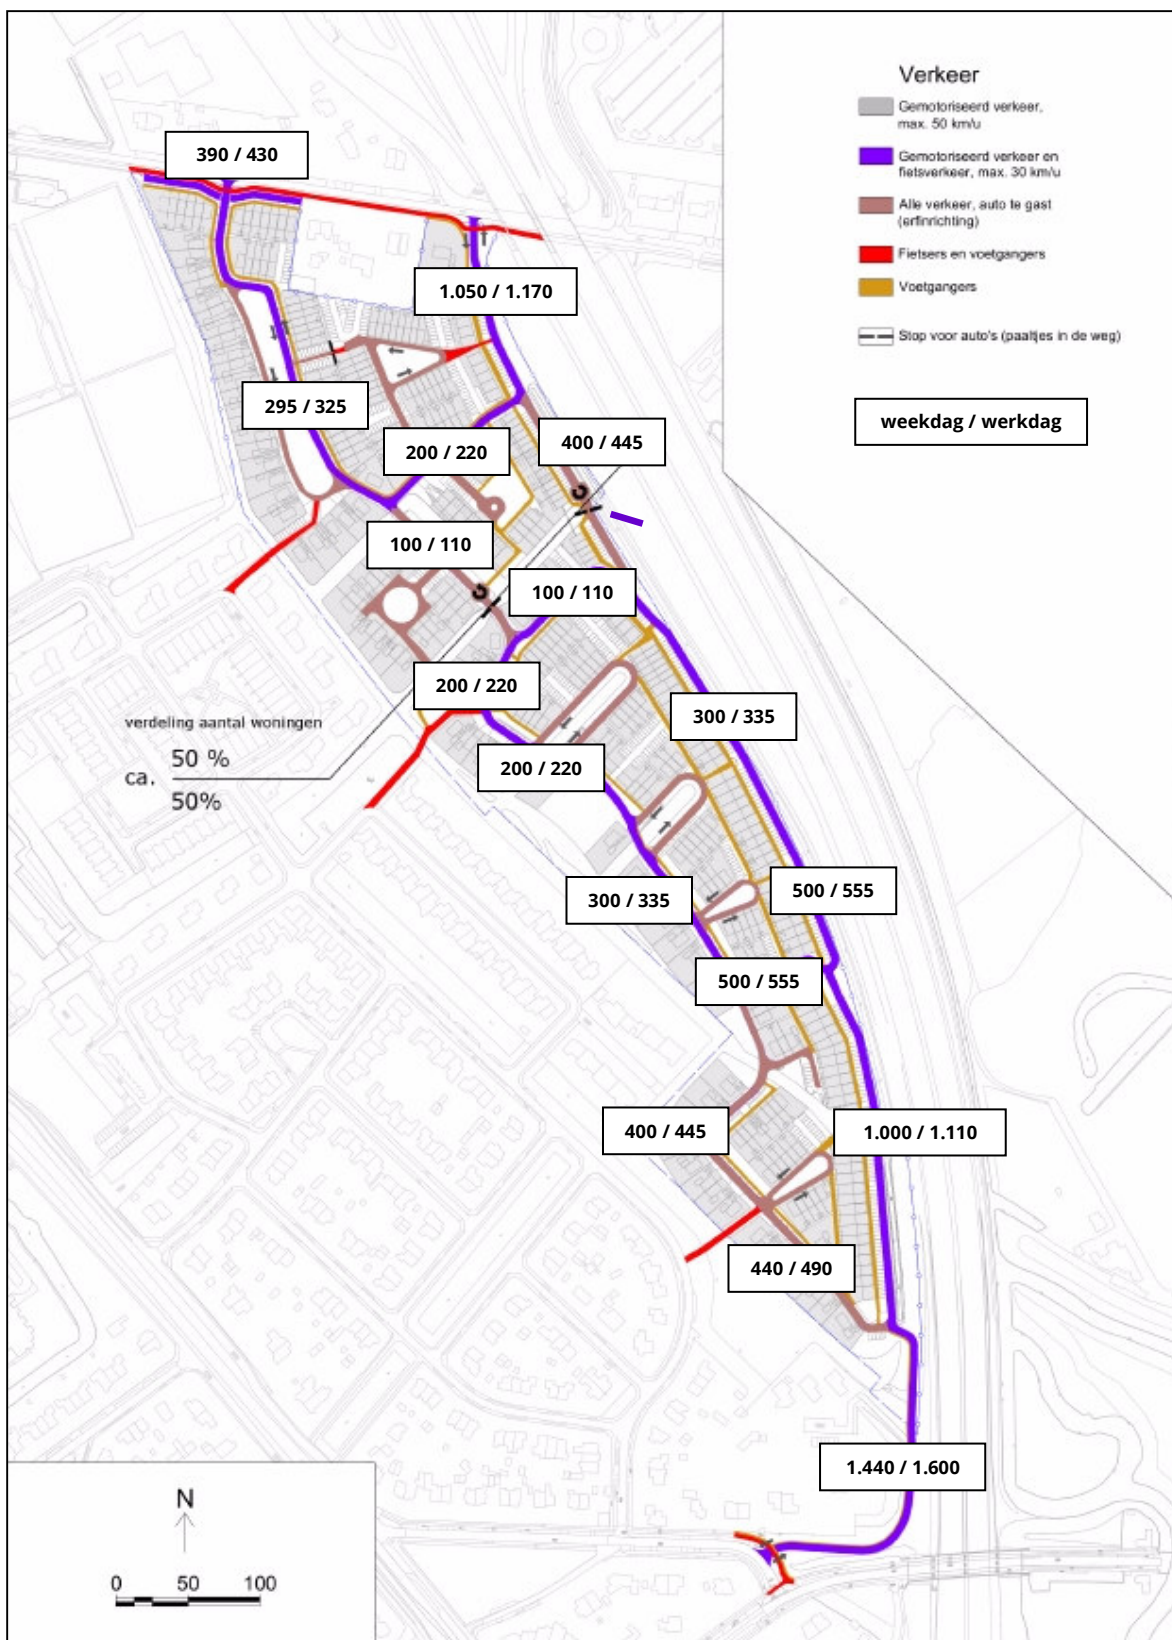 Verkeer
Gemotoriseerd verkeer,
max. 50 km/u
Gemotoriseerd verkeer en
fietsverkeer, max. 30 km/u
Alle verkeer, auto te gast
(erfinrichting)
Fietsers en voetgangers
Voetgangers
Stop voor auto's (paaltjes in de weg)
weekdag / werkdag
390 / 430
1.050 / 1.170
295 / 325
200 / 220
400 / 445
100 / 110
100 / 110
200 / 220
300 / 335
verdeling aantal woningen
ca. 50 %
50%
200 / 220
300 / 335
500 / 555
500 / 555
400 / 445
1.000 / 1.110
440 / 490
1.440 / 1.600
N
0 50 100